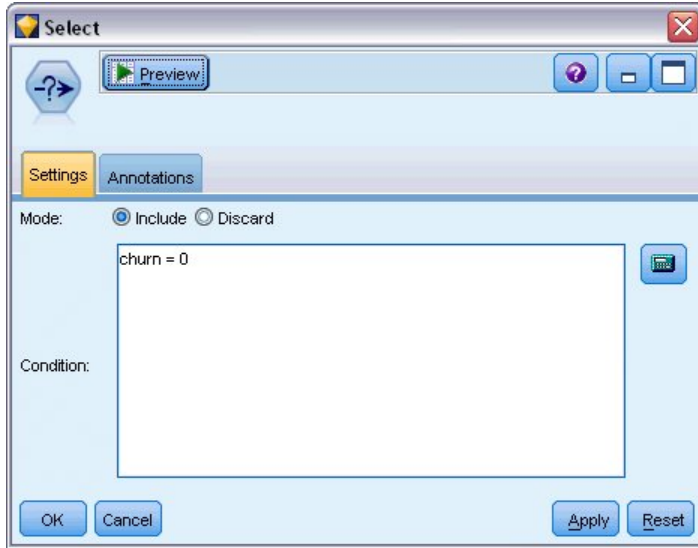 Select
Preview
Settings Annotations
Mode: Include Discard
churn = 0
Condition:
OK Cancel Apply Reset